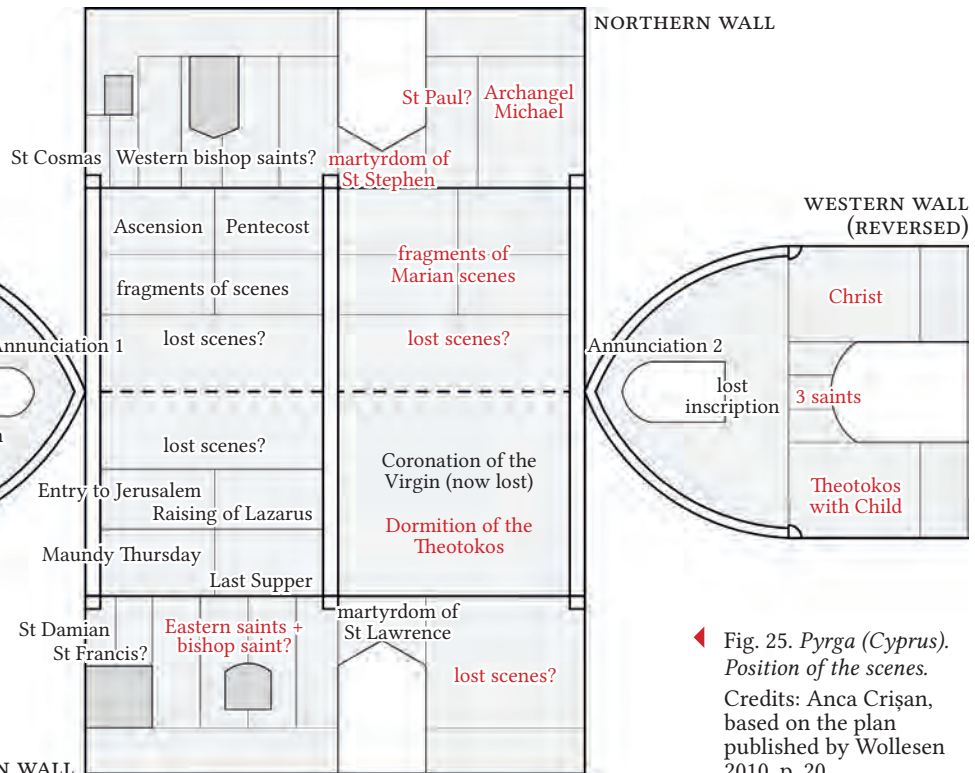 NORTHERN WALL
St Paul?
Archangel
Michael
St Cosmas
Western bishop saints?
martyrdom of
St Stephen
WESTERN WALL
(REVERSED)
Ascension
Pentecost
fragments of
Marian scenes
fragments of scenes
Christ
lost scenes?
lost scenes?
Annunciation 1
Annunciation 2
lost
inscription
3 saints
lost scenes?
Coronation of the
Virgin (now lost)
Entry to Jerusalem
Raising of Lazarus
Theotokos
with Child
Dormition of the
Theotokos
Maundy Thursday
Last Supper
martyrdom of
St Lawrence
St Damian
St Francis?
Eastern saints +
bishop saint?
lost scenes?
Fig. 25. Pyrga (Cyprus).
Position of the scenes.
Credits: Anca Crișan,
based on the plan
published by Wollesen
2010, p. 20
WALL